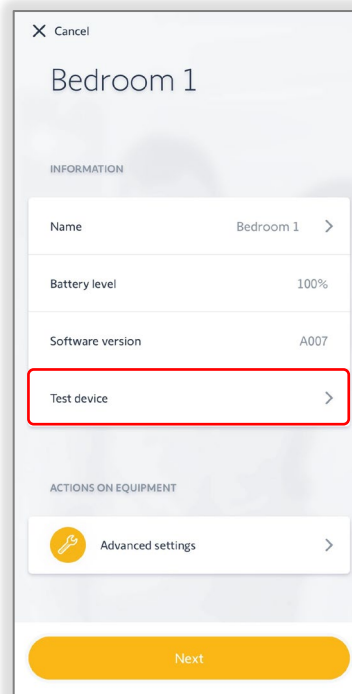 Cancel
Bedroom 1
INFORMATION
Name Bedroom 1
Battery level 100%
Software version A007
Test device
ACTIONS ON EQUIPMENT
Advanced settings
Next